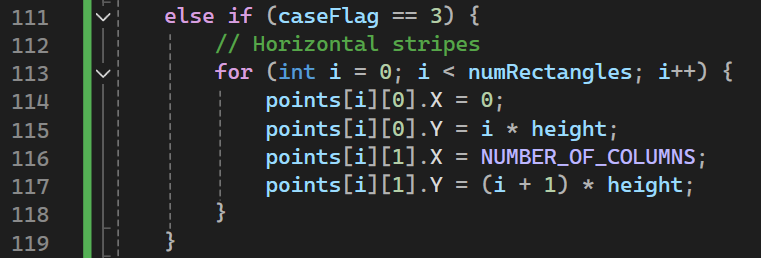 111 else if (caseFlag == 3) {
112 // Horizontal stripes
113 for (int i = 0; i < numRectangles; i++) {
114 points[i][0].X = 0;
115 points[i][0].Y = i * height;
116 points[i][1].X = NUMBER_OF_COLUMNS;
117 points[i][1].Y = (i + 1) * height;
118 }
119 }